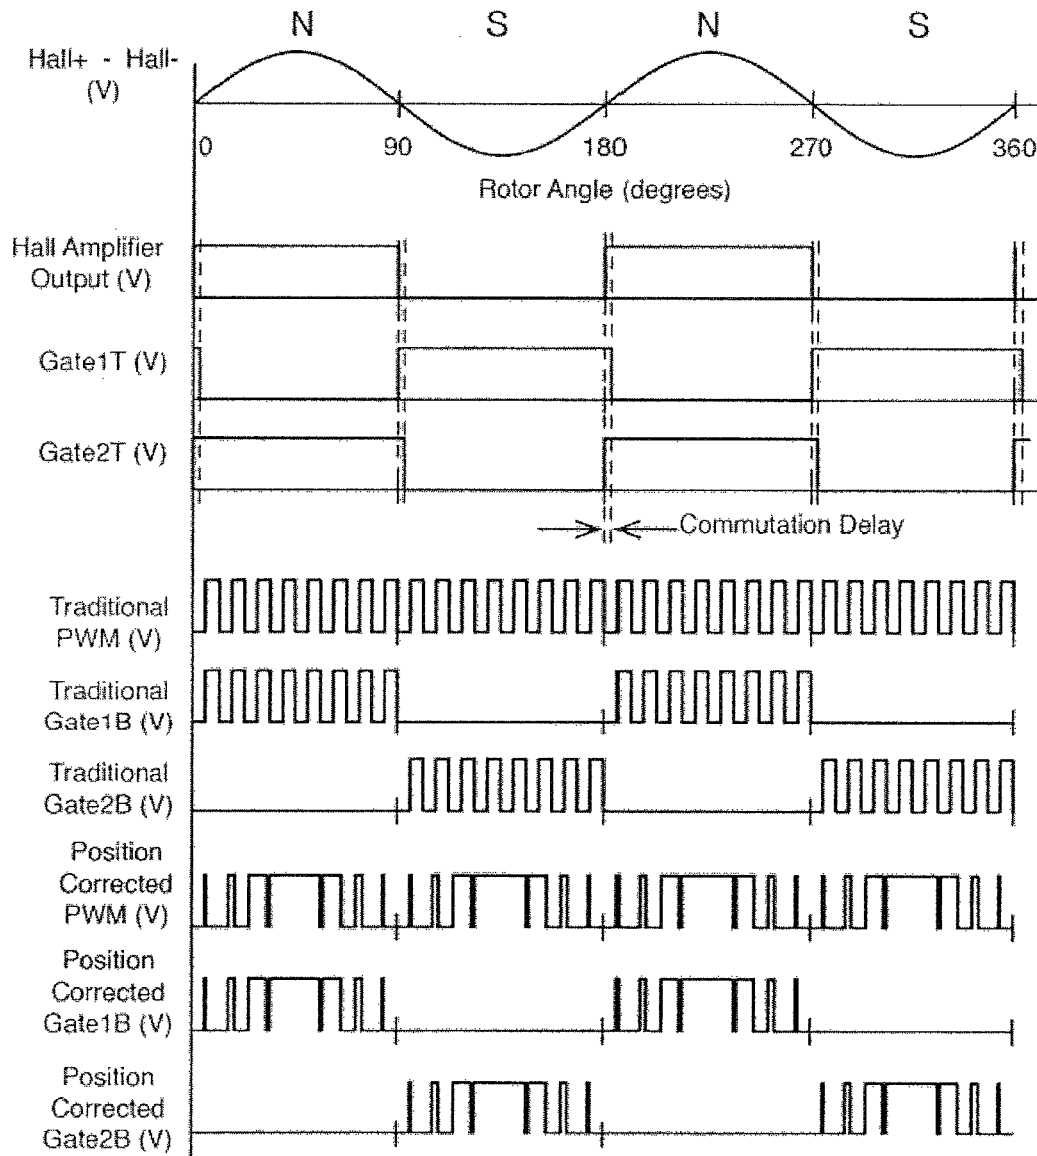 N S N S
Hall+ - Hall-
(V)
0 90 180 270 360
Rotor Angle (degrees)
Hall Amplifier
Output (V)
Gate1T (V)
Gate2T (V)
Commutation Delay
Traditional
PWM (V)
Traditional
Gate1B (V)
Traditional
Gate2B (V)
Position
Corrected
PWM (V)
Position
Corrected
Gate1B (V)
Position
Corrected
Gate2B (V)